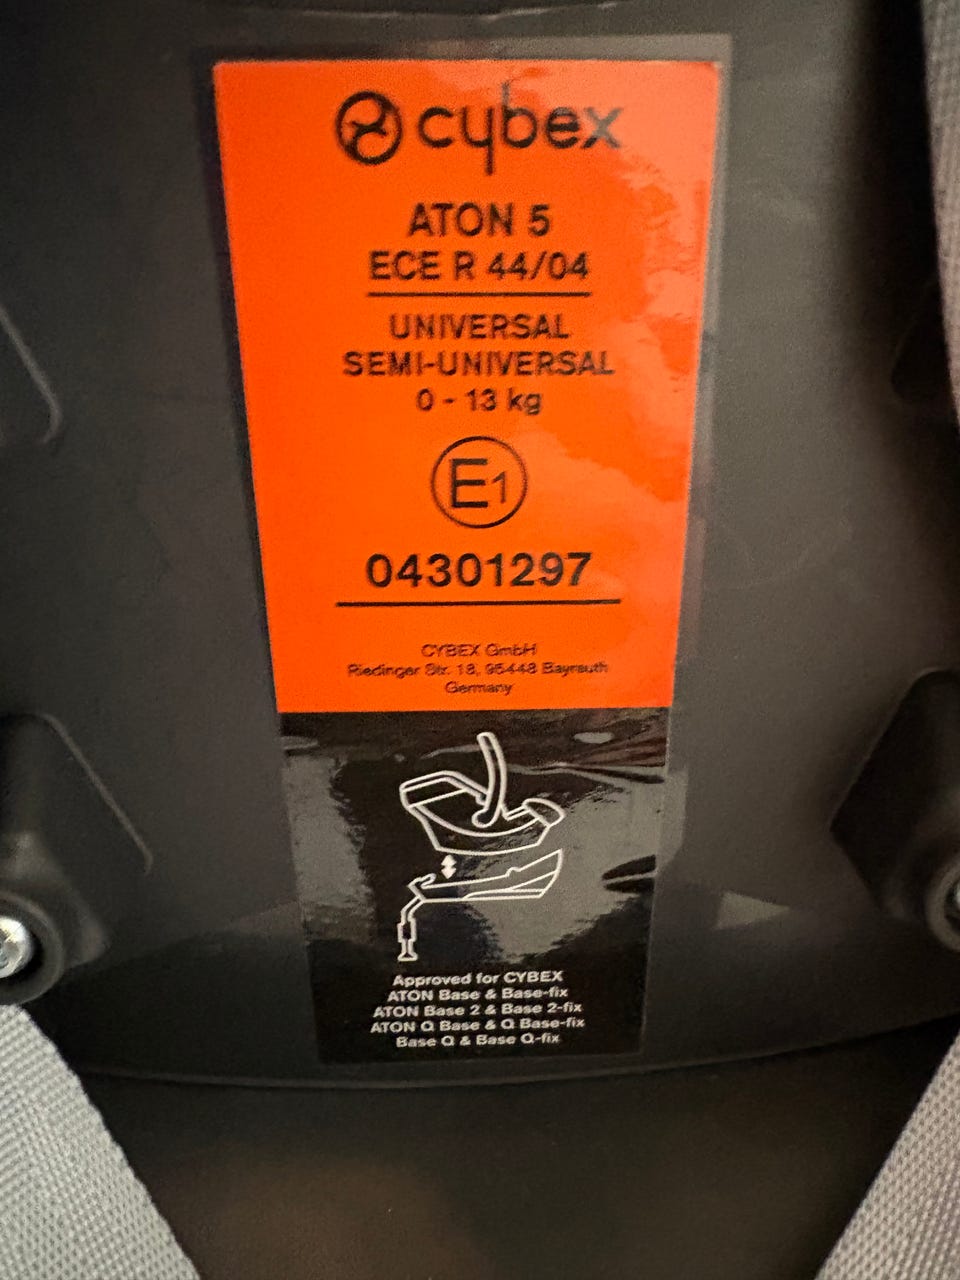 cybex
ATON 5
ECE R 44/04
UNIVERSAL
SEMI-UNIVERSAL
0 - 13 kg
E1
04301297
CYBEX GmbH
Riedinger Str. 18, 95448 Bayreuth
Germany
Approved for CYBEX
ATON Base & Base-fix
ATON Base 2 & Base 2-fix
ATON Q Base & Q Base-fix
Base Q & Base Q-fix